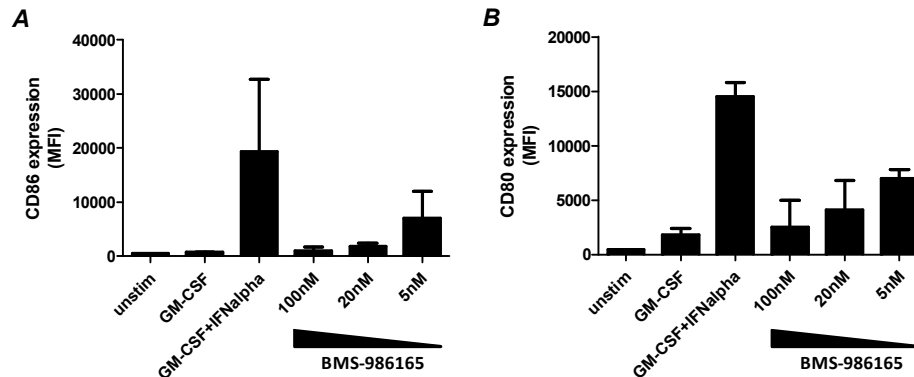 A
CD86 expression
(MFI)
40000
30000
20000
10000
0
unstim
GM-CSF
GM-CSF+IFNalpha
100nM
20nM
5nM
BMS-986165
B
CD80 expression
(MFI)
20000
15000
10000
5000
0
unstim
GM-CSF
GM-CSF+IFNalpha
100nM
20nM
5nM
BMS-986165